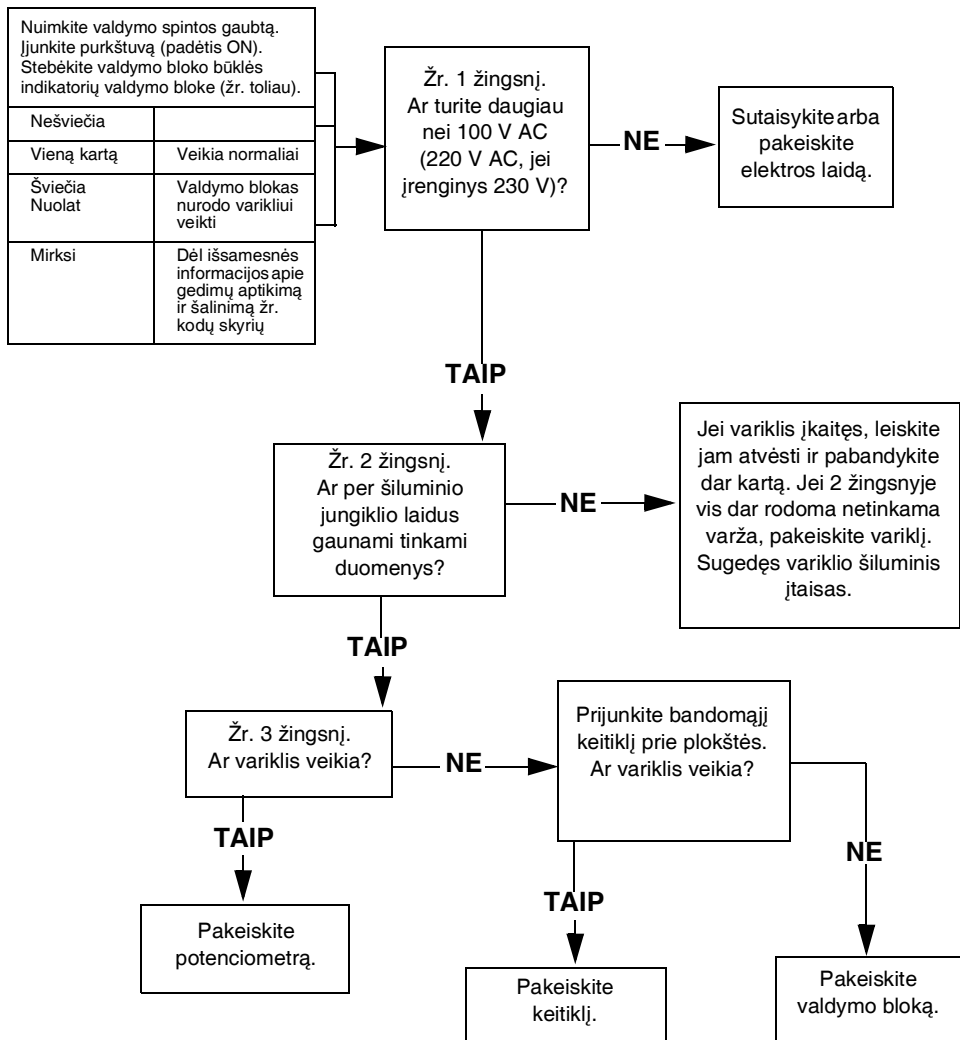 Nuimkite valdymo spintos gaubtą.
Įjunkite purkštuvą (padėtis ON).
Stebėkite valdymo bloko būklės
indikatorių valdymo bloke (žr. toliau).
Nešviečia
Vieną kartą
Veikia normaliai
Šviečia
Nuolat
Valdymo blokas
nurodo varikliui
veikti
Mirksi
Dėl išsamesnės
informacijos apie
gedimų aptikimą
ir šalinimą žr.
kodų skyrių
Žr. 1 žingsnį.
Ar turite daugiau
nei 100 V AC
(220 V AC, jei
įrenginys 230 V)?
NE
Sutaisykite arba
pakeiskite
elektros laidą.
TAIP
Žr. 2 žingsnį.
Ar per šiluminio
jungiklio laidus
gaunami tinkami
duomenys?
NE
Jei variklis įkaitęs, leiskite
jam atvėsti ir pabandykite
dar kartą. Jei 2 žingsnyje
vis dar rodoma netinkama
varža, pakeiskite variklį.
Sugedęs variklio šiluminis
įtaisas.
TAIP
Žr. 3 žingsnį.
Ar variklis veikia?
NE
Prijunkite bandomąjį
keitiklį prie plokštės.
Ar variklis veikia?
TAIP
Pakeiskite
potenciometrą.
TAIP
Pakeiskite
keitiklį.
NE
Pakeiskite
valdymo bloką.